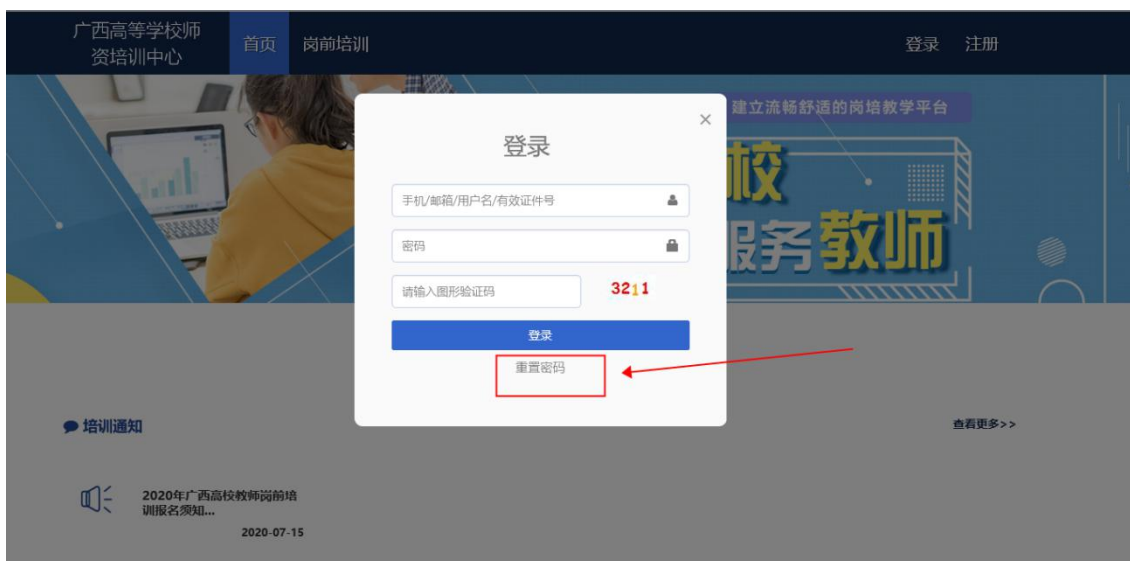 广西高等学校师
资培训中心
首页
岗前培训
登录
注册
建立流畅舒适的岗培教学平台
校
服务教师
登录
×
手机/邮箱/用户名/有效证件号
密码
请输入图形验证码
3211
登录
重置密码
培训通知
查看更多>>
2020年广西高校教师岗前培
训报名须知...
2020-07-15